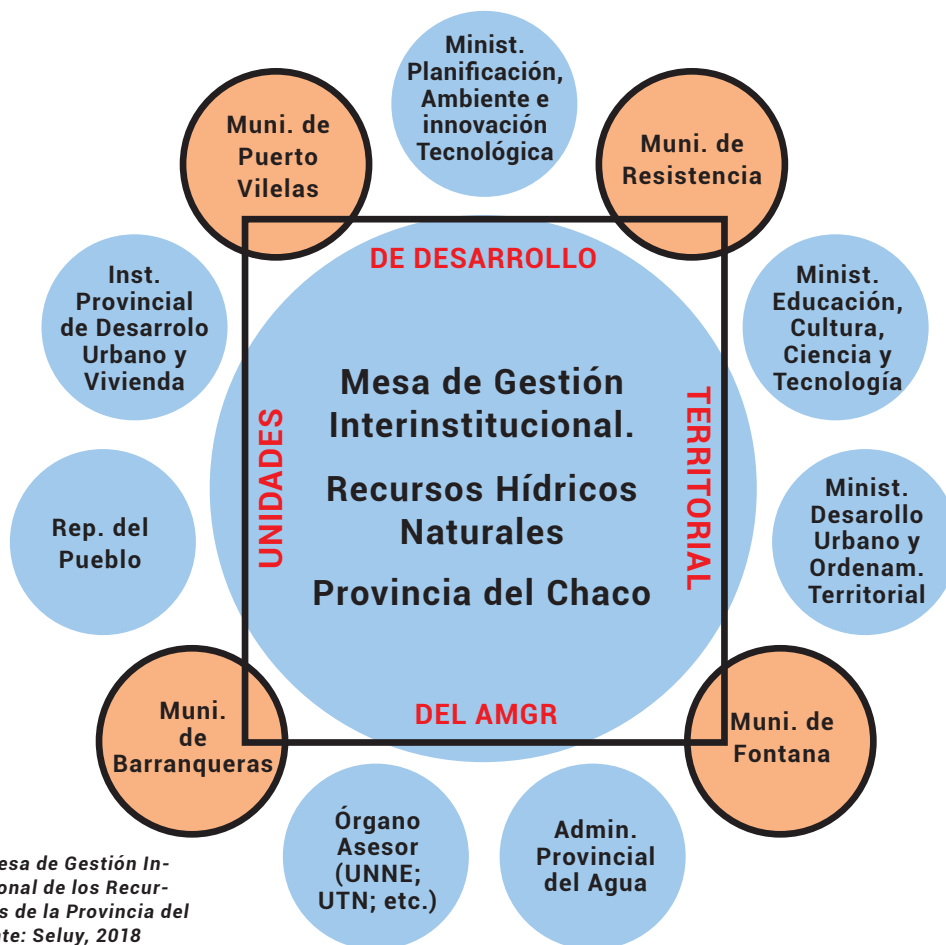 Minist.
Planificación,
Ambiente e
innovación
Tecnológica
Muni. de
Puerto
Vilelas
Muni. de
Resistencia
DE DESARROLLO
Inst.
Provincial
de Desarrolo
Urbano y
Vivienda
Minist.
Educación,
Cultura,
Ciencia y
Tecnología
Mesa de Gestión
Interinstitucional.
Recursos Hídricos
Naturales
Provincia del Chaco
UNIDADES
TERRITORIAL
Rep. del
Pueblo
Minist.
Desarollo
Urbano y
Ordenam.
Territorial
DEL AMGR
Muni.
de
Barranqueras
Muni. de
Fontana
Órgano
Asesor
(UNNE;
UTN; etc.)
Admin.
Provincial
del Agua
esa de Gestión In-
onal de los Recur-
s de la Provincia del
nte: Seluy, 2018